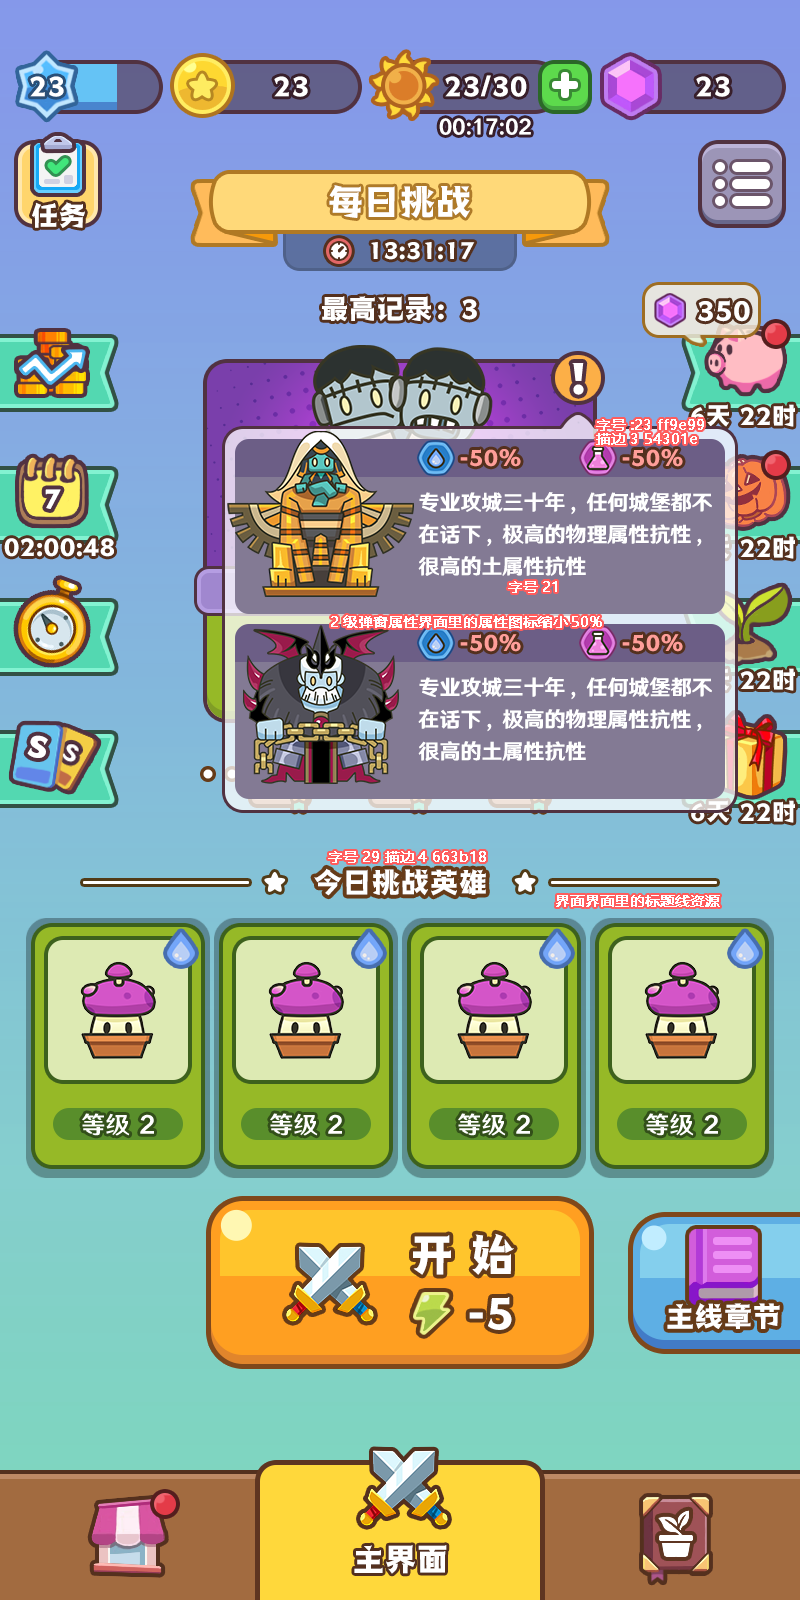 23
23
23/30
23
00:17:02
任务
每日挑战
13:31:17
最高记录：3
350
6天 22时
7
02:00:48
22时
22时
6天 22时
S
S
字号 :23 ff9e99
描边 3 54301e
-50%
-50%
专业攻城三十年，任何城堡都不
在话下，极高的物理属性抗性，
很高的土属性抗性
字号 21
2 级弹窗属性界面里的属性图标缩小 50%
-50%
-50%
专业攻城三十年，任何城堡都不
在话下，极高的物理属性抗性，
很高的土属性抗性
字号 29 描边 4 663b18
今日挑战英雄
界面界面里的标题线资源
等级 2
等级 2
等级 2
等级 2
开 始
-5
主线章节
主界面